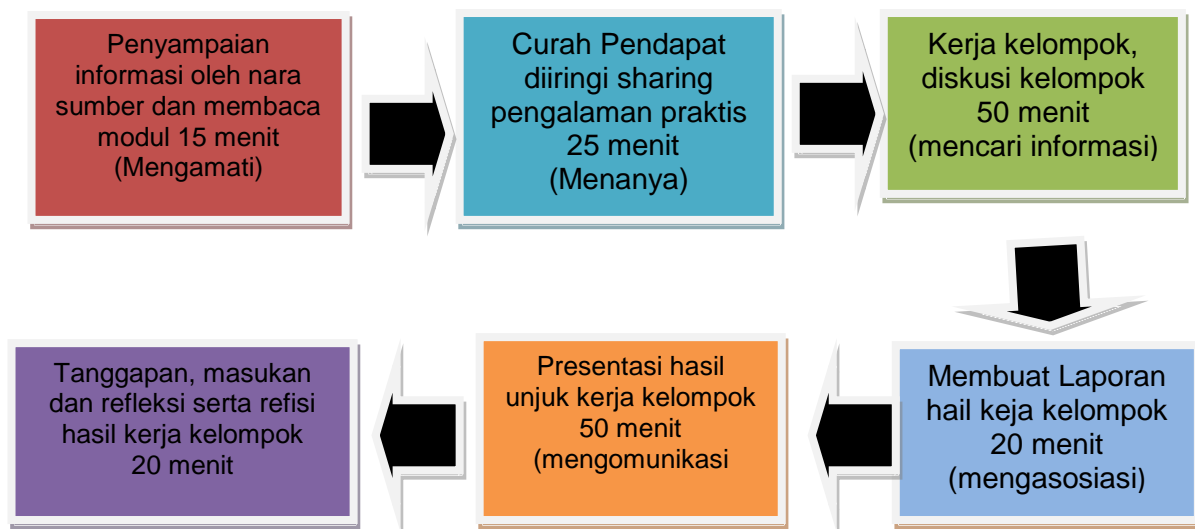 Penyampaian
informasi oleh nara
sumber dan membaca
modul 15 menit
(Mengamati)
Curah Pendapat
diiringi sharing
pengalaman praktis
25 menit
(Menanya)
Kerja kelompok,
diskusi kelompok
50 menit
(mencari informasi)
Membuat Laporan
hail keja kelompok
20 menit
(mengasosiasi)
Presentasi hasil
unjuk kerja kelompok
50 menit
(mengomunikasi
Tanggapan, masukan
dan refleksi serta refisi
hasil kerja kelompok
20 menit